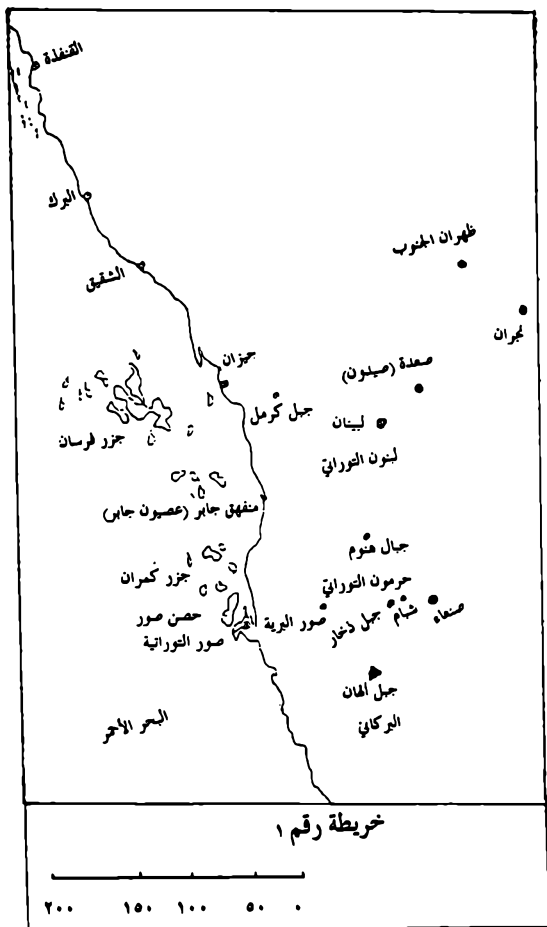 القنفذة
البرك
الشقيق
ظهران الجنوب
نجران
جيزان
صعدة (صيدون)
جبل كرمل
لبينان
لبنون التوراتي
جزر فرسان
منفهق جابر (عصيون جابر)
جبال هنوم
حرمون التوراتي
جزر كمران
حصن صور
صور التوراتية
صور البرية
جبل ذخار
شبام
صنعاء
جبل ألهان
البركاني
البحر الأحمر
خريطة رقم ١
٢٠٠ ١٥٠ ١٠٠ ٥٠ ٠